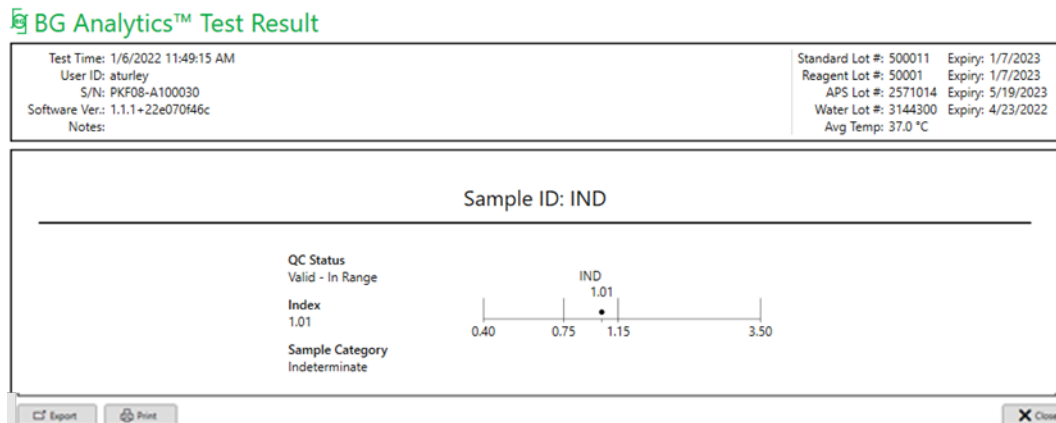 BG Analytics™ Test Result
Test Time: 1/6/2022 11:49:15 AM
User ID: aturley
S/N: PKF08-A100030
Software Ver.: 1.1.1+22e070f46c
Notes:
Standard Lot #: 500011 Expiry: 1/7/2023
Reagent Lot #: 50001 Expiry: 1/7/2023
APS Lot #: 2571014 Expiry: 5/19/2023
Water Lot #: 3144300 Expiry: 4/23/2022
Avg Temp: 37.0 °C
Sample ID: IND
QC Status
Valid - In Range
Index
1.01
Sample Category
Indeterminate
IND
1.01
0.40 0.75 1.15 3.50
Export Print Close